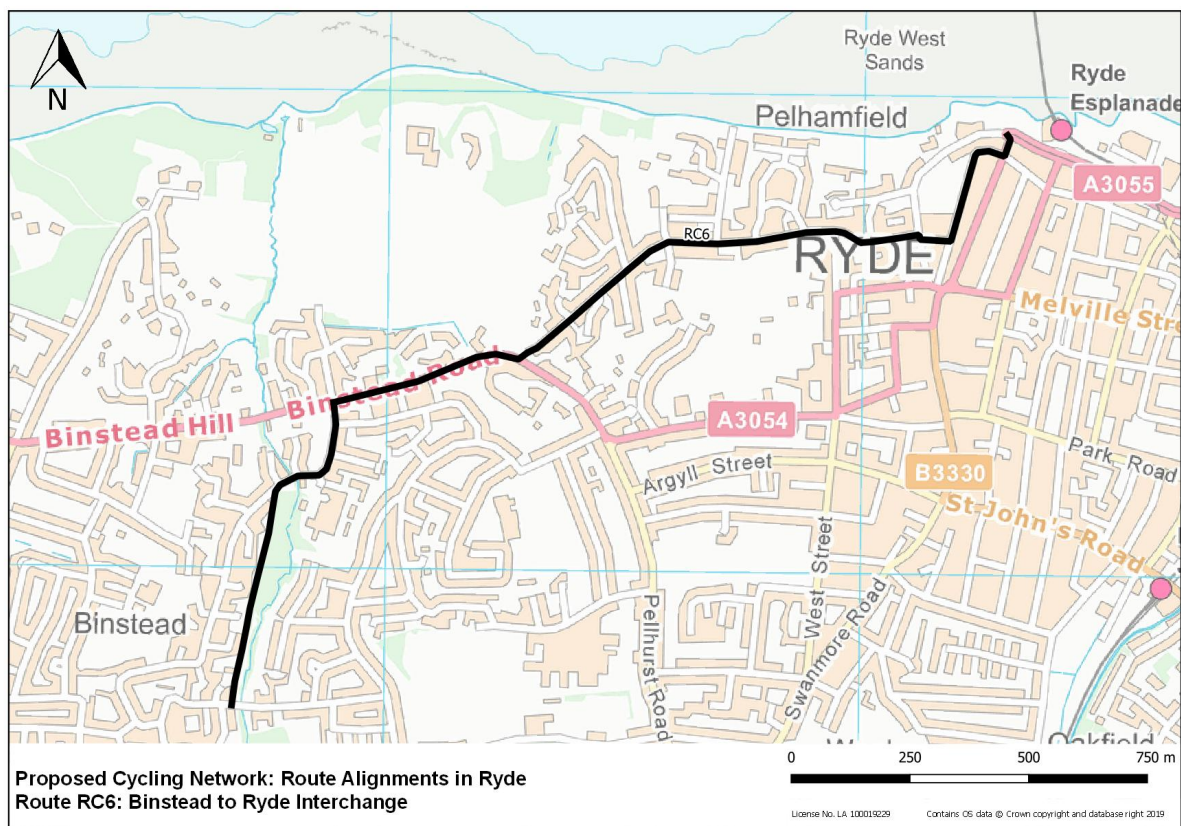 Ryde West
Sands
Ryde
Esplanade
N
Pelhamfield
A3055
RC6
RYDE
Melville Stre
Binstead Road
Binstead Hill
A3054
Park Road
Argyll Street
B3330
St John's Road
West Street
Swanmore Road
Pellhurst Road
Binstead
Oakfield
Proposed Cycling Network: Route Alignments in Ryde
Route RC6: Binstead to Ryde Interchange
0 250 500 750 m
License No. LA 100019229 Contains OS data © Crown copyright and database right 2019